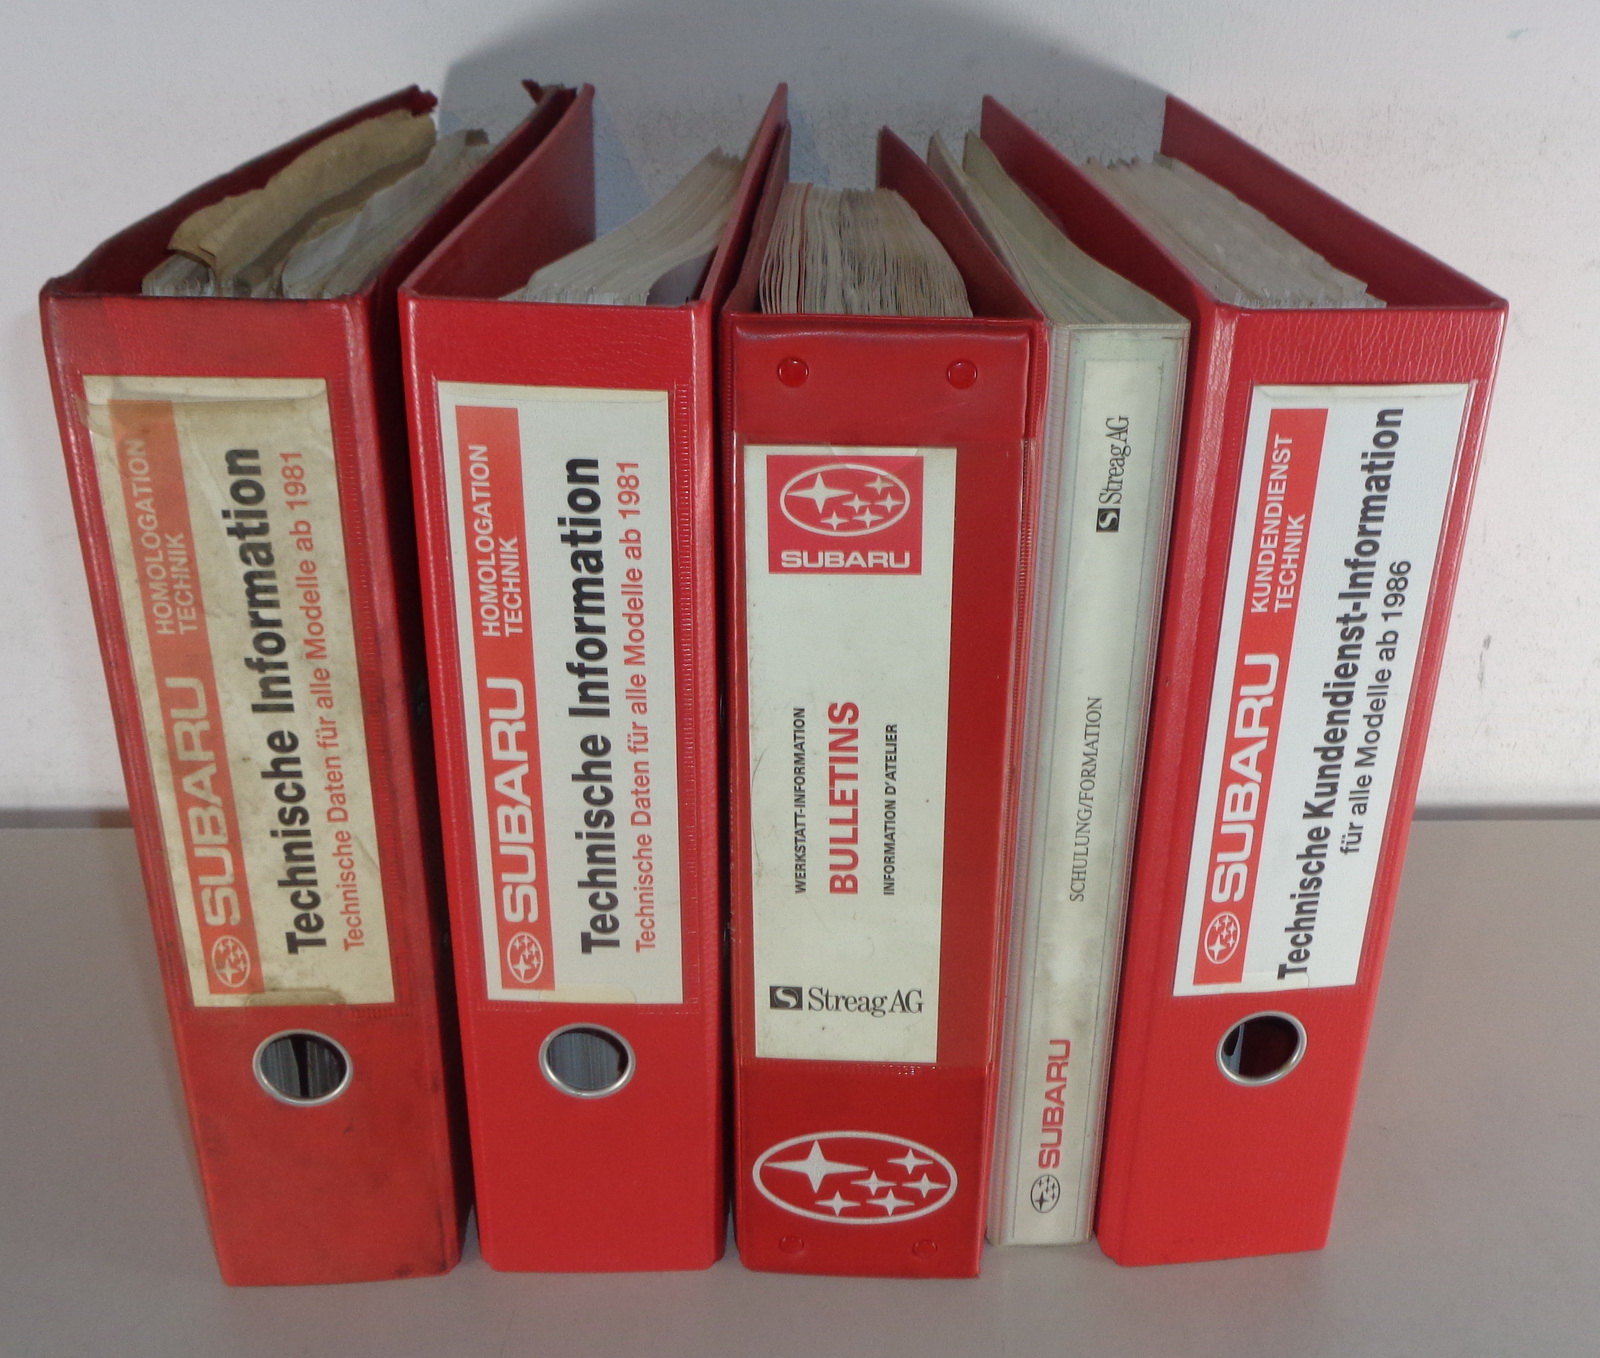 SUBARU HOMOLOGATION TECHNIK
Technische Information
Technische Daten für alle Modelle ab 1981
SUBARU HOMOLOGATION TECHNIK
Technische Information
Technische Daten für alle Modelle ab 1981
SUBARU
WERKSTATT-INFORMATION
BULLETINS
INFORMATION D'ATELIER
Streag AG
SUBARU SCHULUNG/FORMATION Streag AG
SUBARU KUNDENDIENST TECHNIK
Technische Kundendienst-Information
für alle Modelle ab 1986